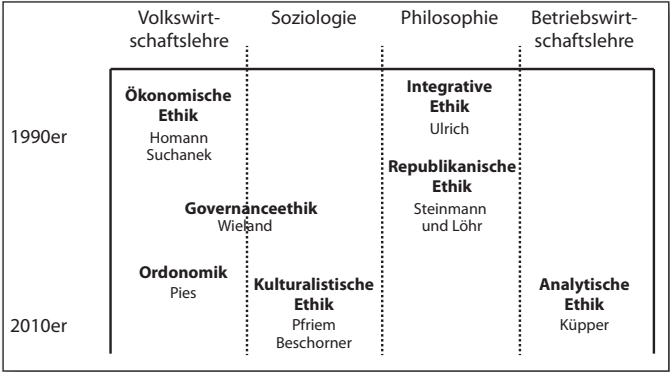 Volkswirt-
schaftslehre
Soziologie
Philosophie
Betriebswirt-
schaftslehre
1990er
Ökonomische
Ethik
Homann
Suchanek
Integrative
Ethik
Ulrich
Republikanische
Ethik
Steinmann
und Löhr
Governanceethik
Wieland
Ordonomik
Pies
2010er
Kulturalistische
Ethik
Pfriem
Beschorner
Analytische
Ethik
Küpper